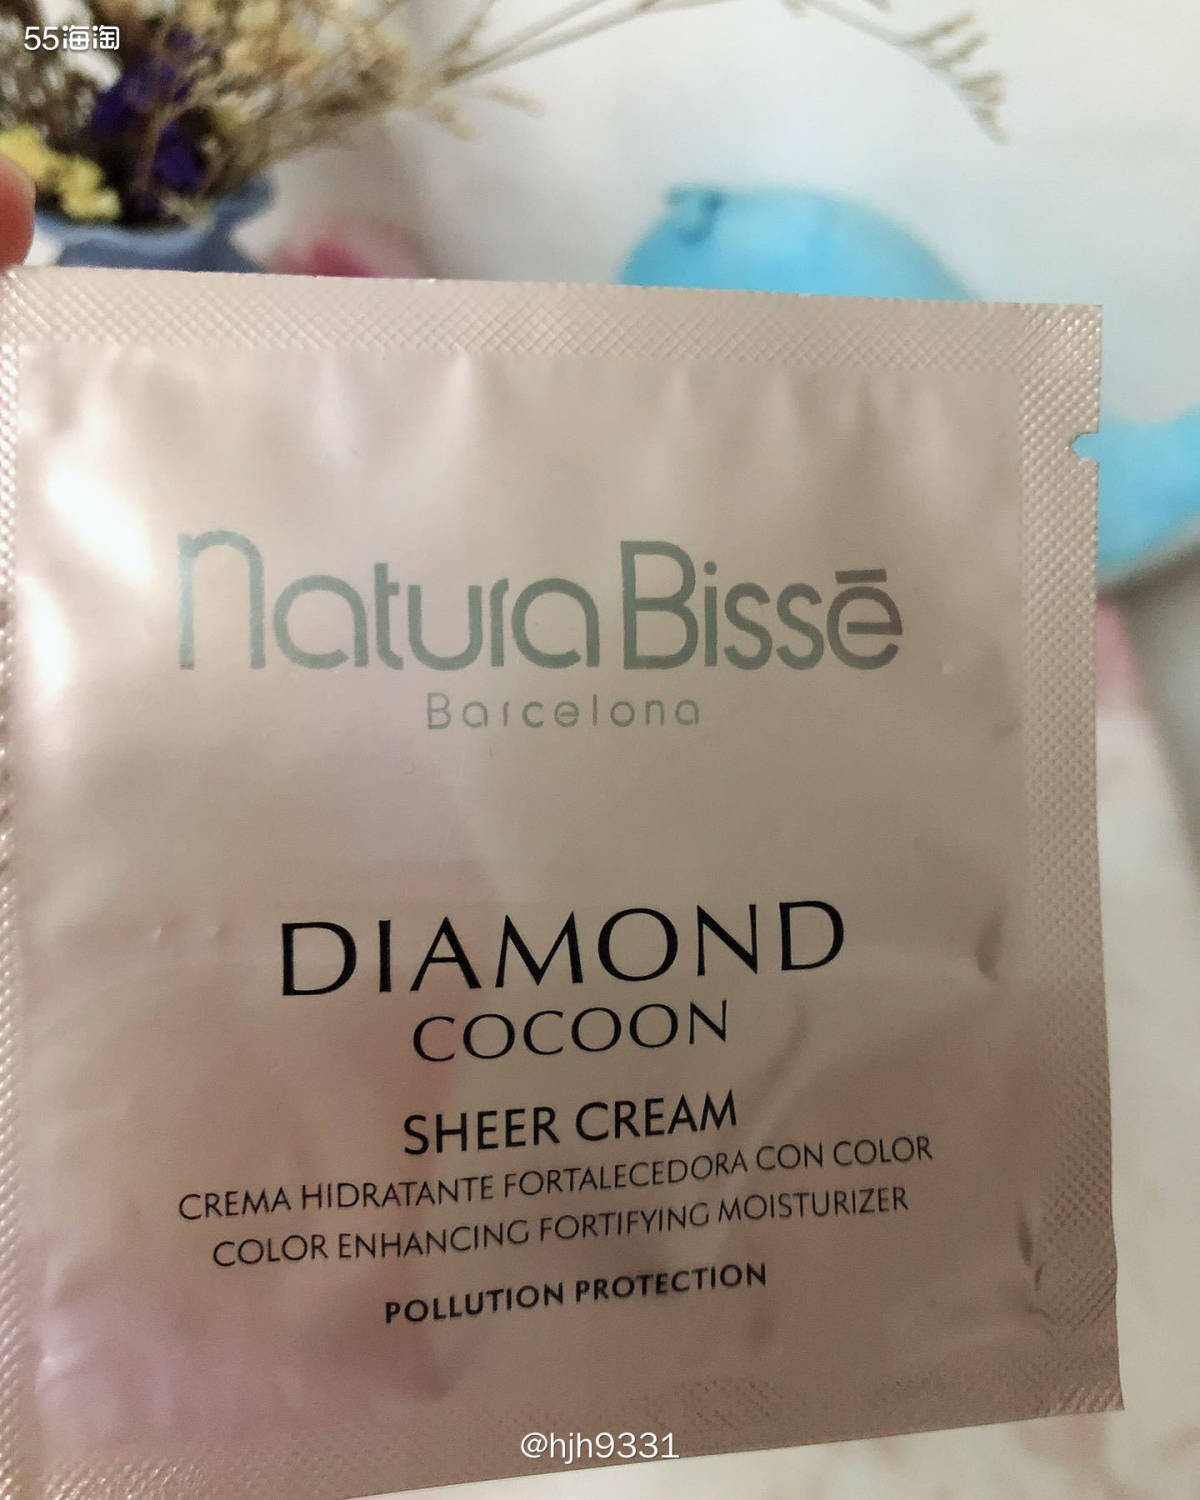 55海淘
Natura Bissē
Barcelona
DIAMOND
COCOON
SHEER CREAM
CREMA HIDRATANTE FORTALECEDORA CON COLOR
COLOR ENHANCING FORTIFYING MOISTURIZER
POLLUTION PROTECTION
@hjh9331